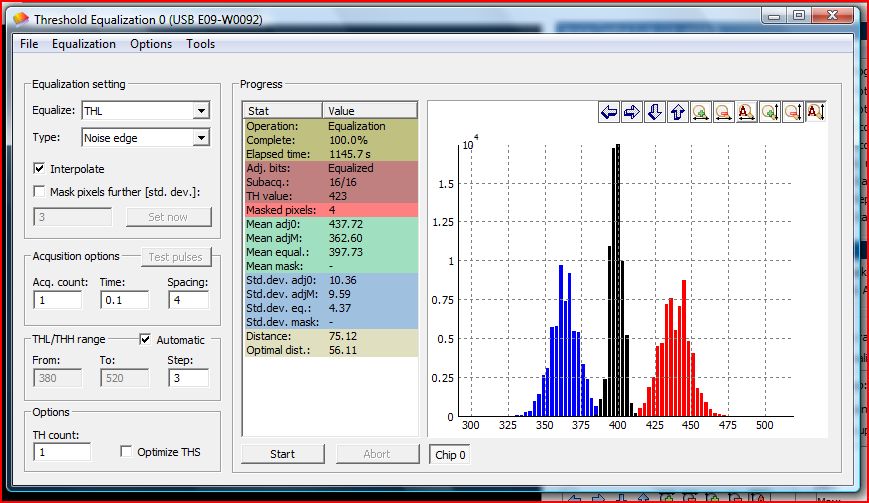 Threshold Equalization 0 (USB E09-W0092)
File Equalization Options Tools
Equalization setting
Equalize: THL
Type: Noise edge
Interpolate
Mask pixels further [std. dev.]:
3 Set now
Acqusition options Test pulses
Acq. count: Time: Spacing:
1 0.1 4
THL/THH range Automatic
From: To: Step:
380 520 3
Options
TH count:
1 Optimize THS
Progress
Stat Value
Operation: Equalization
Complete: 100.0%
Elapsed time: 1145.7 s
Adj. bits: Equalized
Subacq.: 16/16
TH value: 423
Masked pixels: 4
Mean adj0: 437.72
Mean adjM: 362.60
Mean equal.: 397.73
Mean mask: -
Std.dev. adj0: 10.36
Std.dev. adjM: 9.59
Std.dev. eq.: 4.37
Std.dev. mask: -
Distance: 75.12
Optimal dist.: 56.11
Start Abort Chip 0
10 4
1.75
1.5
1.25
1
0.75
0.5
0.25
0
300 325 350 375 400 425 450 475 500